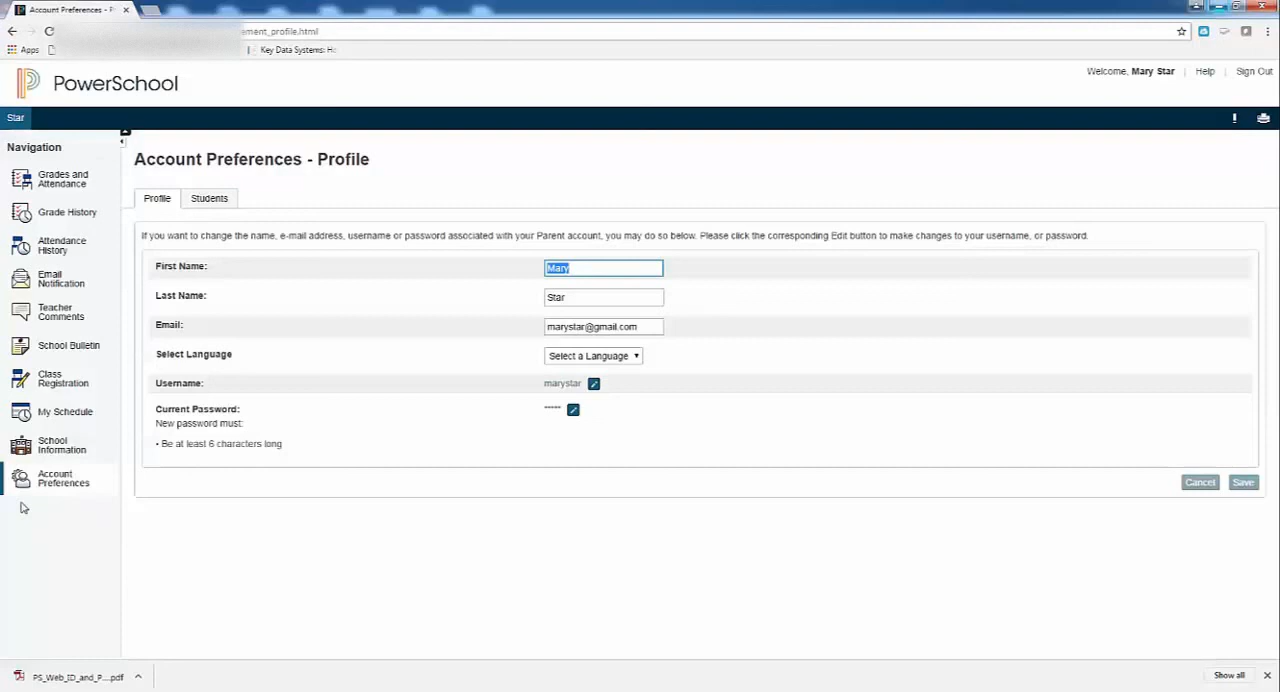 Account Preferences - P
ement_profile.html
Apps
Key Data Systems: Ho
PowerSchool
Welcome, Mary Star | Help | Sign Out
Star
Navigation
Grades and
Attendance
Grade History
Attendance
History
Email
Notification
Teacher
Comments
School Bulletin
Class
Registration
My Schedule
School
Information
Account
Preferences
Account Preferences - Profile
Profile
Students
If you want to change the name, e-mail address, username or password associated with your Parent account, you may do so below. Please click the corresponding Edit button to make changes to your username, or password.
First Name: Mary
Last Name: Star
Email: marystar@gmail.com
Select Language Select a Language
Username: marystar
Current Password: *****
New password must:
• Be at least 6 characters long
Cancel Save
PS_Web_ID_and_P....pdf
Show all